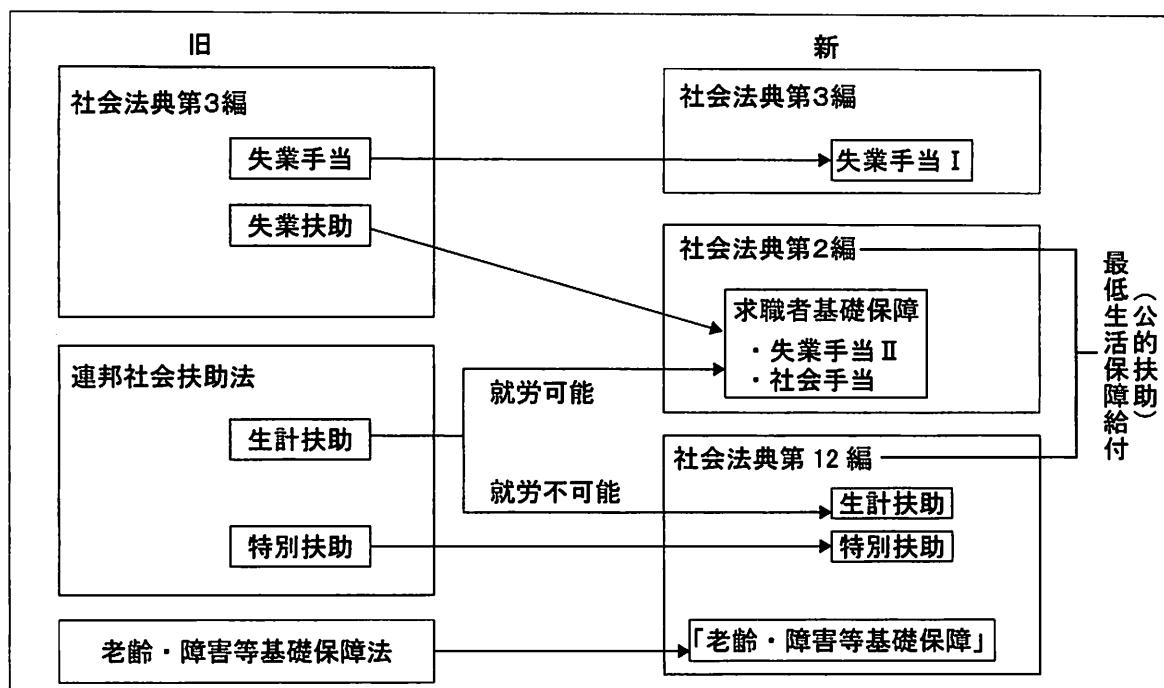 旧
社会法典第3編
失業手当
失業扶助
連邦社会扶助法
生計扶助
特別扶助
老齢・障害等基礎保障法
就労可能
就労不可能
新
社会法典第3編
失業手当Ⅰ
社会法典第2編
求職者基礎保障
・失業手当Ⅱ
・社会手当
社会法典第12編
生計扶助
特別扶助
「老齢・障害等基礎保障」
最低生活保障給付
(公的扶助)